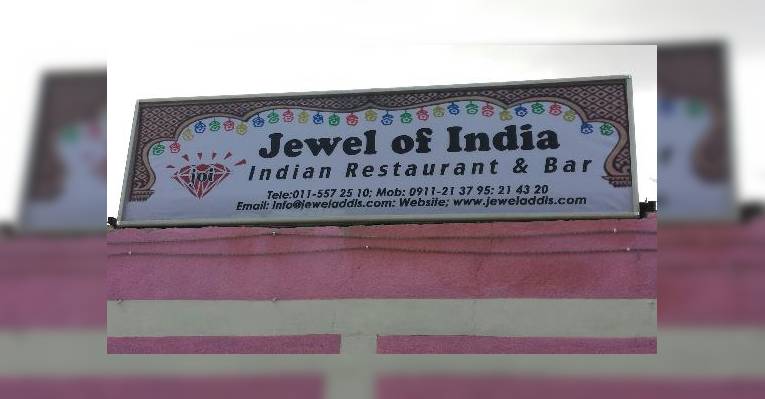 Jewel of India
joi
Indian Restaurant & Bar
Tele:011-557 25 10; Mob: 0911-21 37 95: 21 43 20
Email: Info@jeweladdis.com: Website; www.jeweladdis.com